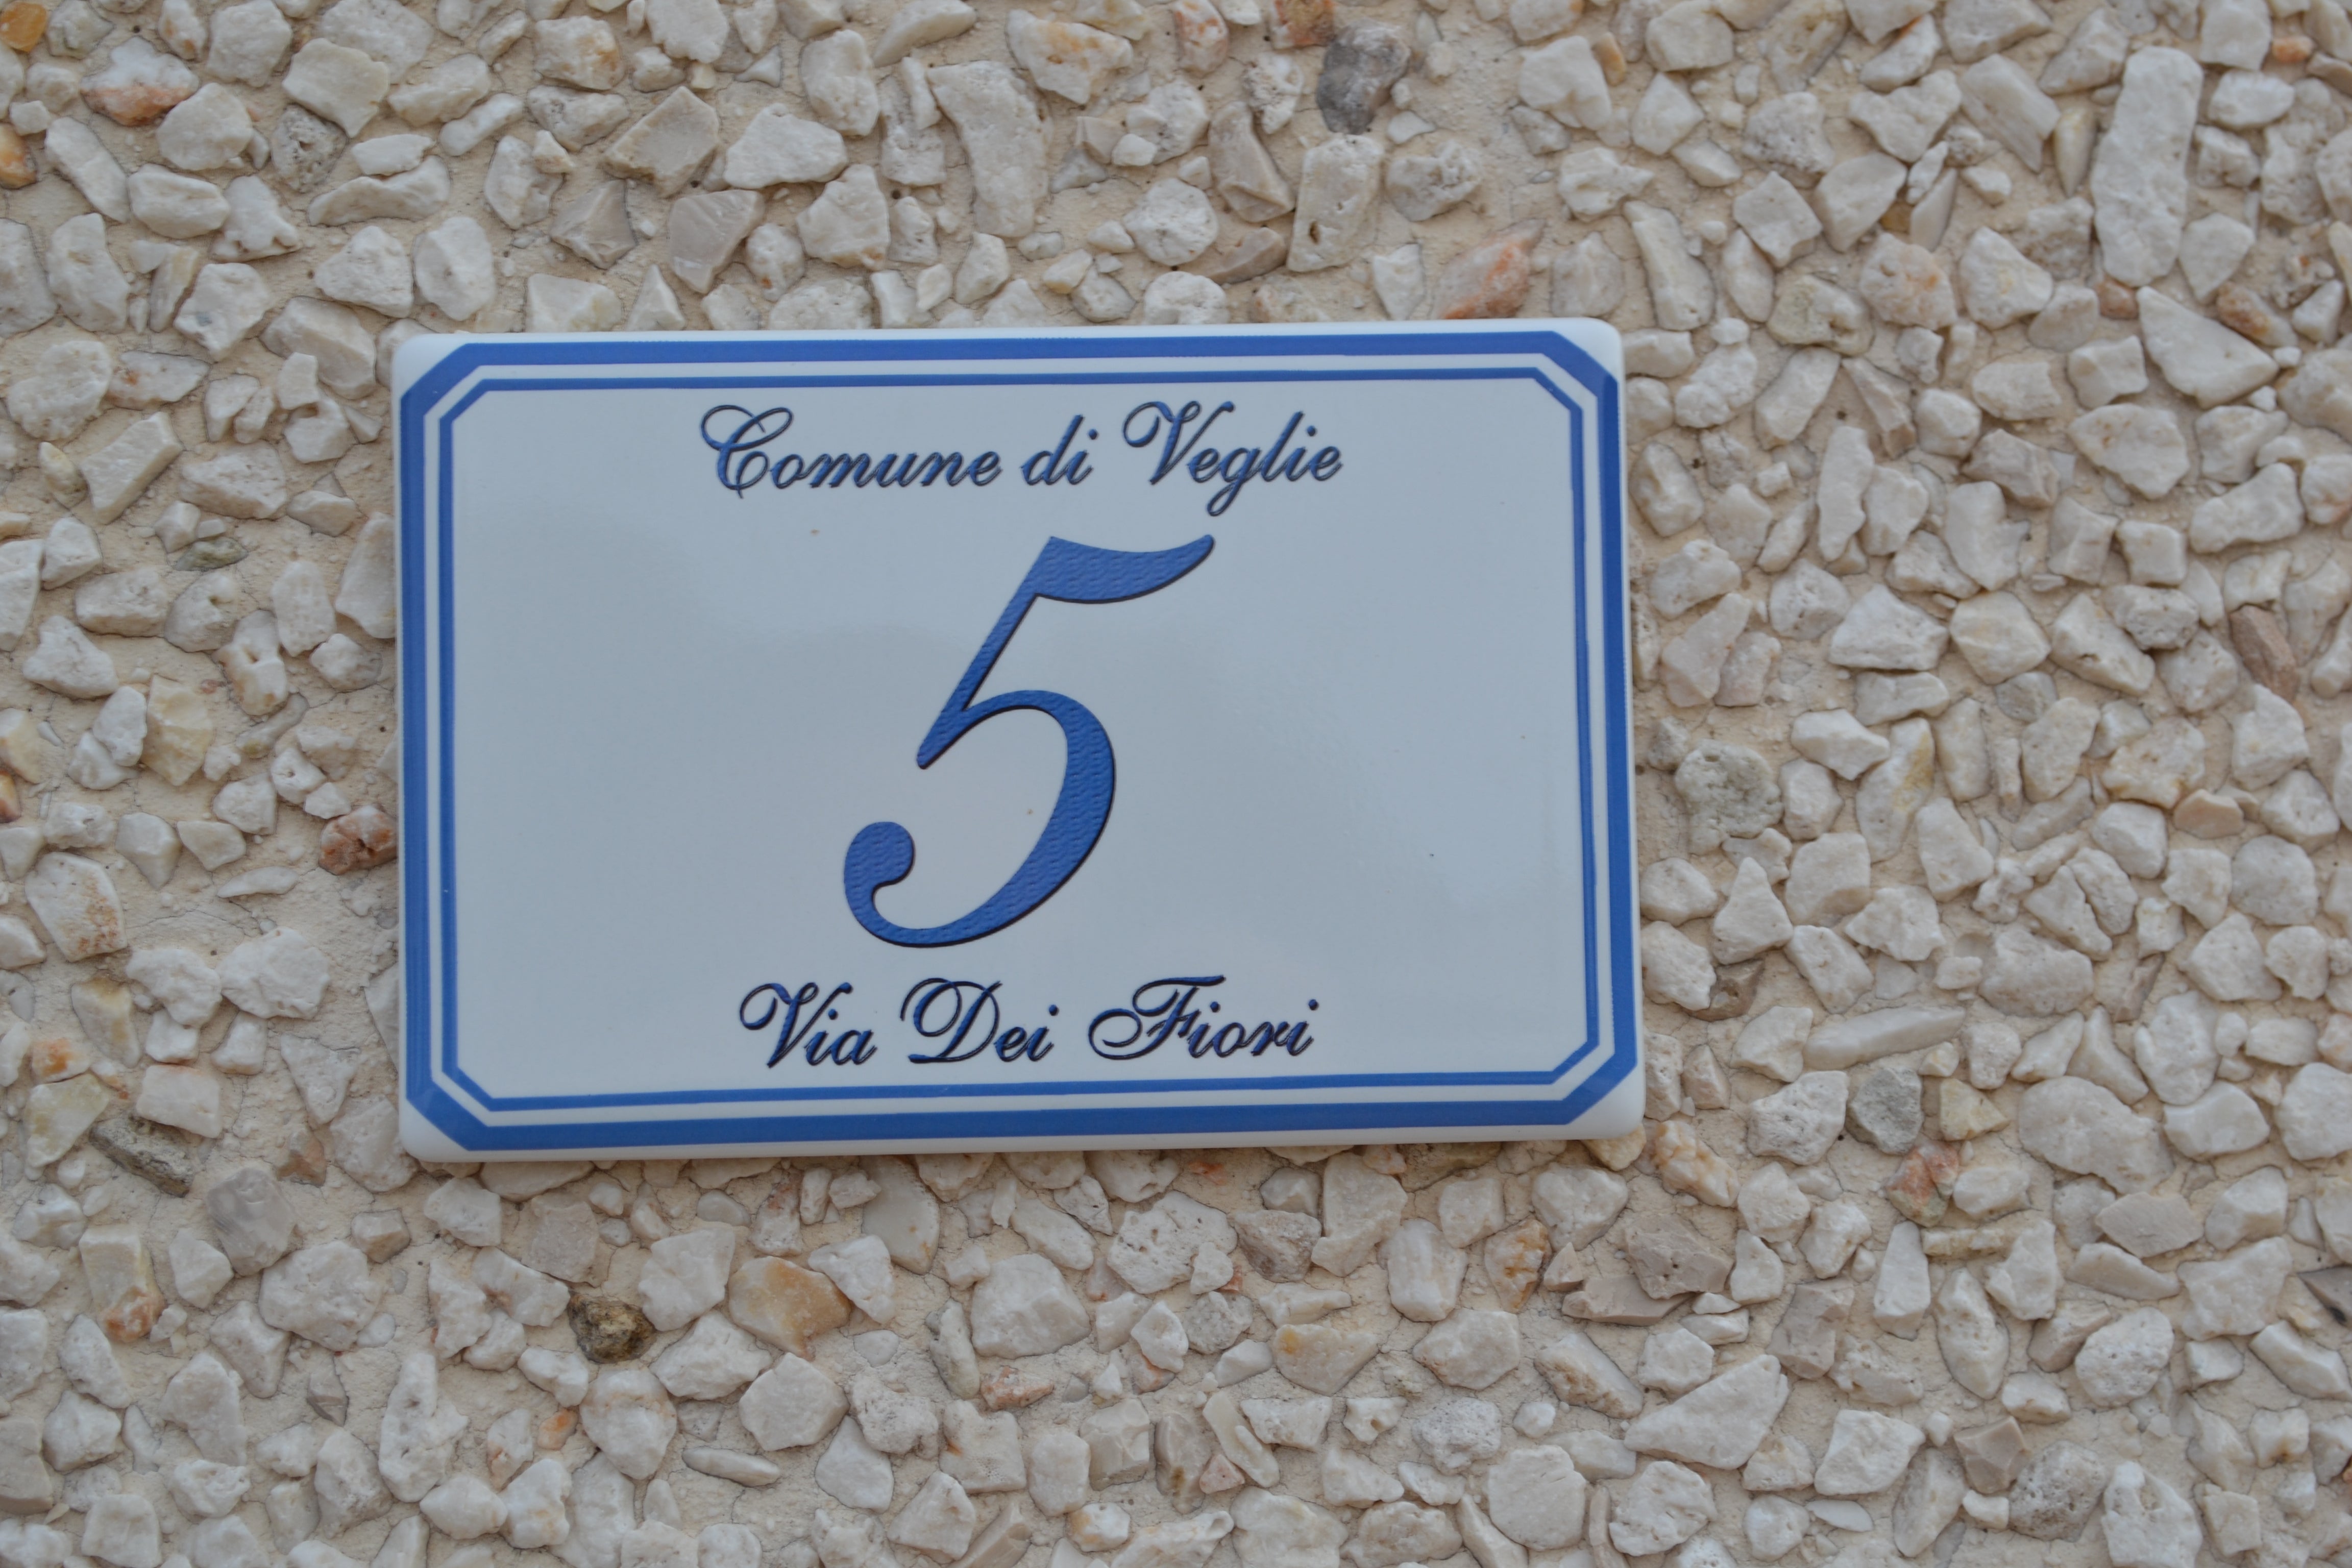 Comune di Veglie
5
Via Dei Fiori